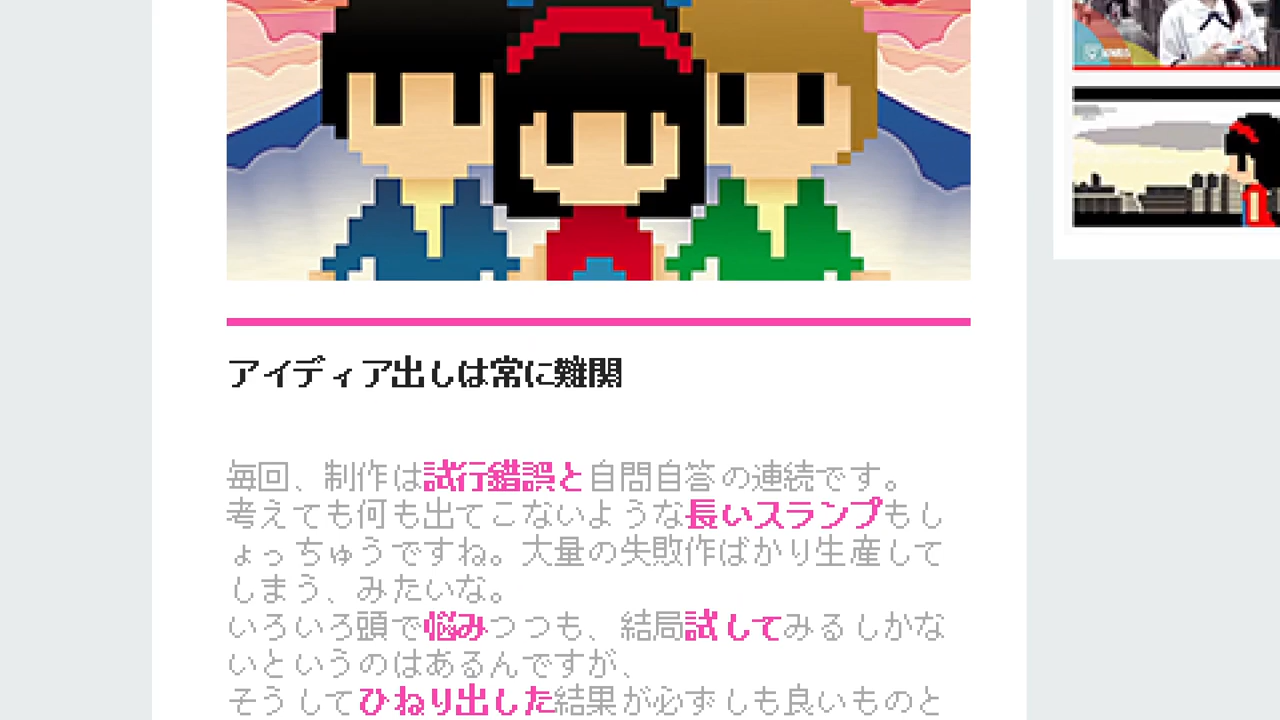 アイディア出しは常に難関
毎回、制作は試行錯誤と自問自答の連続です。
考えても何も出てこないような長いスランプもし
ょっちゅうですね。大量の失敗作ばかり生産して
しまう、みたいな。
いろいろ頭で悩みつつも、結局試してみるしかな
いというのはあるんですが、
そうしてひねり出した結果が必ずしも良いものと